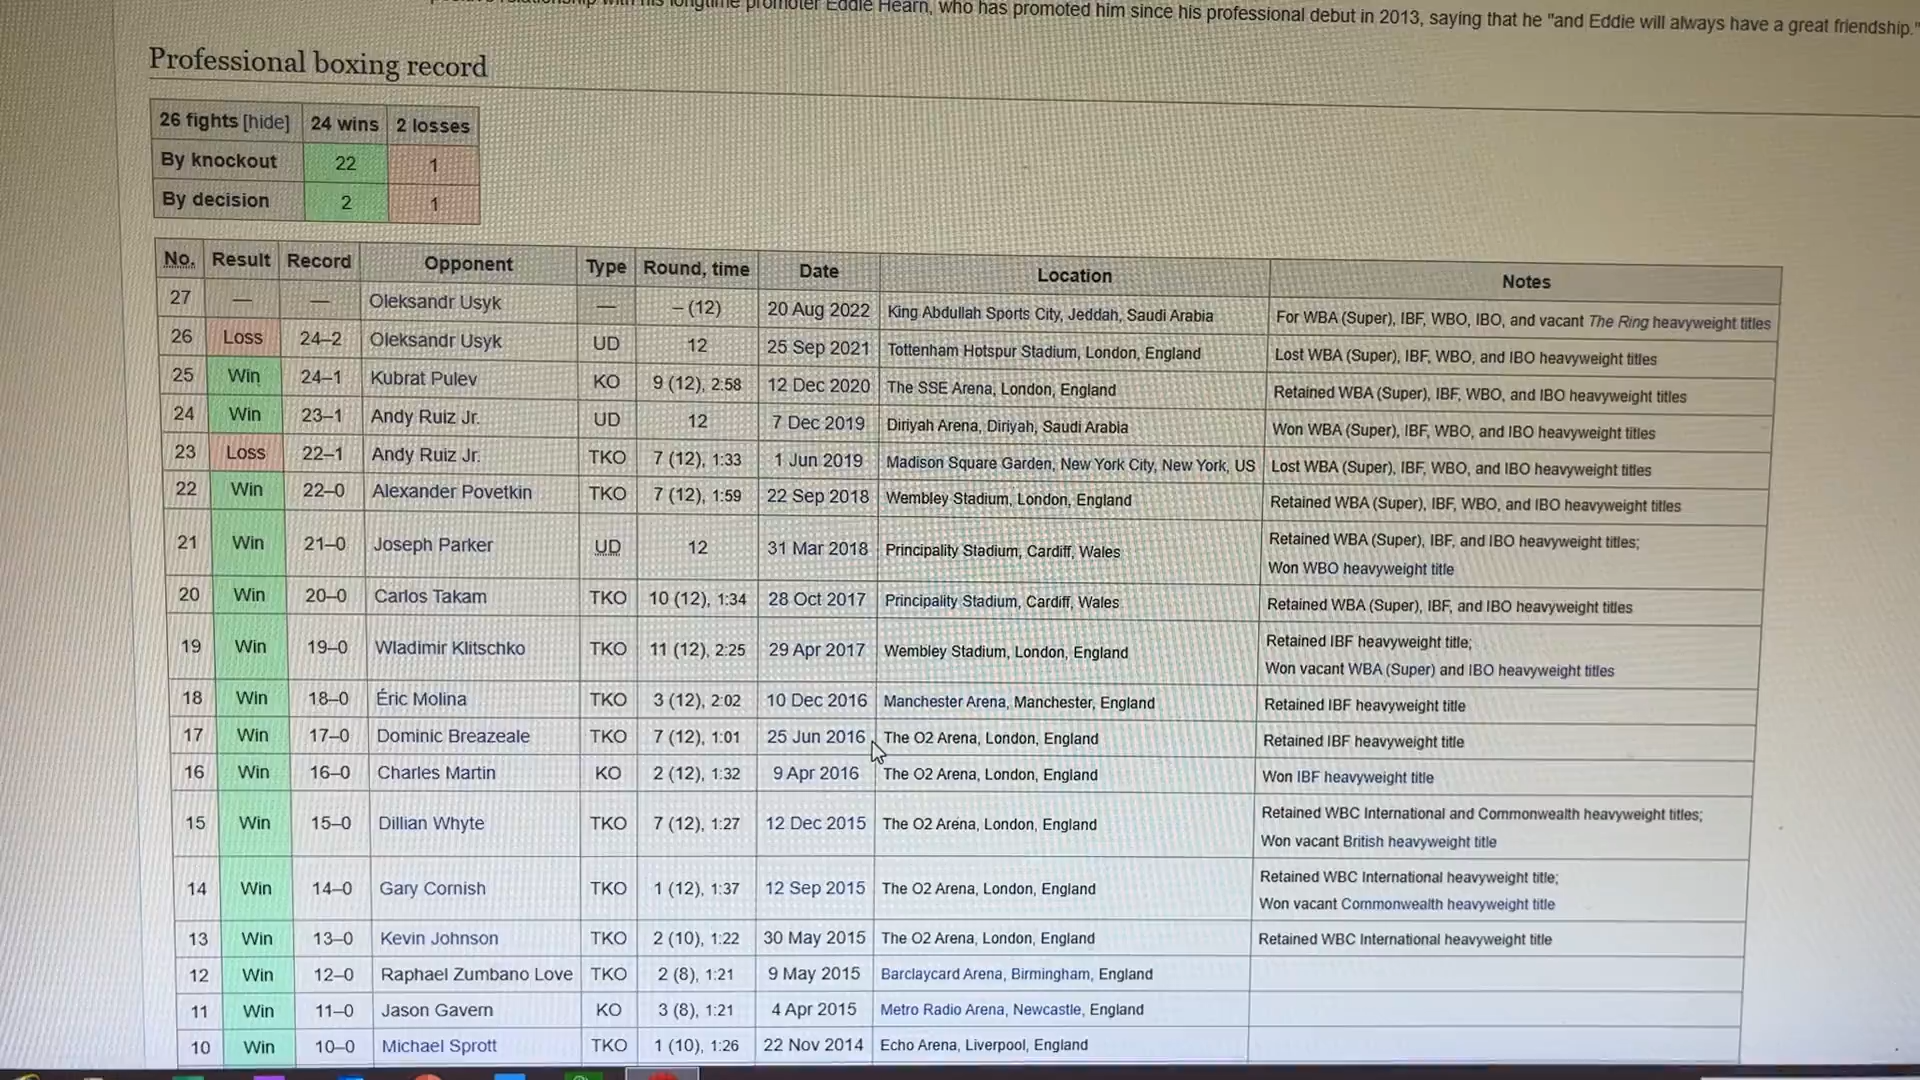 longtime promoter Eddie Hearn, who has promoted him since his professional debut in 2013, saying that he "and Eddie will always have a great friendship."
Professional boxing record
26 fights [hide] 24 wins 2 losses
By knockout 22 1
By decision 2 1
No. Result Record Opponent Type Round, time Date Location Notes
27 — — Oleksandr Usyk — – (12) 20 Aug 2022 King Abdullah Sports City, Jeddah, Saudi Arabia For WBA (Super), IBF, WBO, IBO, and vacant The Ring heavyweight titles
26 Loss 24–2 Oleksandr Usyk UD 12 25 Sep 2021 Tottenham Hotspur Stadium, London, England Lost WBA (Super), IBF, WBO, and IBO heavyweight titles
25 Win 24–1 Kubrat Pulev KO 9 (12), 2:58 12 Dec 2020 The SSE Arena, London, England Retained WBA (Super), IBF, WBO, and IBO heavyweight titles
24 Win 23–1 Andy Ruiz Jr. UD 12 7 Dec 2019 Diriyah Arena, Diriyah, Saudi Arabia Won WBA (Super), IBF, WBO, and IBO heavyweight titles
23 Loss 22–1 Andy Ruiz Jr. TKO 7 (12), 1:33 1 Jun 2019 Madison Square Garden, New York City, New York, US Lost WBA (Super), IBF, WBO, and IBO heavyweight titles
22 Win 22–0 Alexander Povetkin TKO 7 (12), 1:59 22 Sep 2018 Wembley Stadium, London, England Retained WBA (Super), IBF, WBO, and IBO heavyweight titles
21 Win 21–0 Joseph Parker UD 12 31 Mar 2018 Principality Stadium, Cardiff, Wales Retained WBA (Super), IBF, and IBO heavyweight titles;
Won WBO heavyweight title
20 Win 20–0 Carlos Takam TKO 10 (12), 1:34 28 Oct 2017 Principality Stadium, Cardiff, Wales Retained WBA (Super), IBF, and IBO heavyweight titles
19 Win 19–0 Wladimir Klitschko TKO 11 (12), 2:25 29 Apr 2017 Wembley Stadium, London, England Retained IBF heavyweight title;
Won vacant WBA (Super) and IBO heavyweight titles
18 Win 18–0 Éric Molina TKO 3 (12), 2:02 10 Dec 2016 Manchester Arena, Manchester, England Retained IBF heavyweight title
17 Win 17–0 Dominic Breazeale TKO 7 (12), 1:01 25 Jun 2016 The O2 Arena, London, England Retained IBF heavyweight title
16 Win 16–0 Charles Martin KO 2 (12), 1:32 9 Apr 2016 The O2 Arena, London, England Won IBF heavyweight title
15 Win 15–0 Dillian Whyte TKO 7 (12), 1:27 12 Dec 2015 The O2 Arena, London, England Retained WBC International and Commonwealth heavyweight titles;
Won vacant British heavyweight title
14 Win 14–0 Gary Cornish TKO 1 (12), 1:37 12 Sep 2015 The O2 Arena, London, England Retained WBC International heavyweight title;
Won vacant Commonwealth heavyweight title
13 Win 13–0 Kevin Johnson TKO 2 (10), 1:22 30 May 2015 The O2 Arena, London, England Retained WBC International heavyweight title
12 Win 12–0 Raphael Zumbano Love TKO 2 (8), 1:21 9 May 2015 Barclaycard Arena, Birmingham, England
11 Win 11–0 Jason Gavern KO 3 (8), 1:21 4 Apr 2015 Metro Radio Arena, Newcastle, England
10 Win 10–0 Michael Sprott TKO 1 (10), 1:26 22 Nov 2014 Echo Arena, Liverpool, England